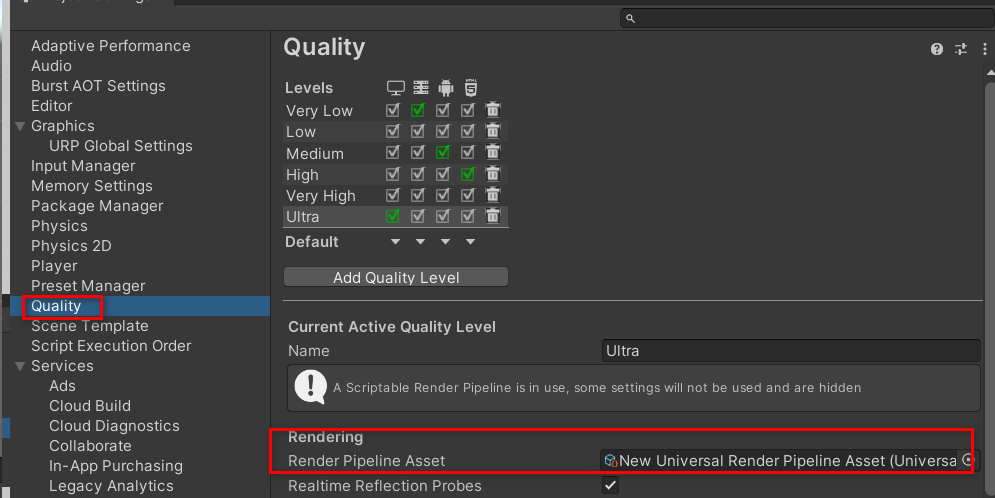 Adaptive Performance
Audio
Burst AOT Settings
Editor
Graphics
URP Global Settings
Input Manager
Memory Settings
Package Manager
Physics
Physics 2D
Player
Preset Manager
Quality
Scene Template
Script Execution Order
Services
Ads
Cloud Build
Cloud Diagnostics
Collaborate
In-App Purchasing
Legacy Analytics
Quality
Levels
Very Low
Low
Medium
High
Very High
Ultra
Default
Add Quality Level
Current Active Quality Level
Name Ultra
A Scriptable Render Pipeline is in use, some settings will not be used and are hidden
Rendering
Render Pipeline Asset New Universal Render Pipeline Asset (Universa
Realtime Reflection Probes